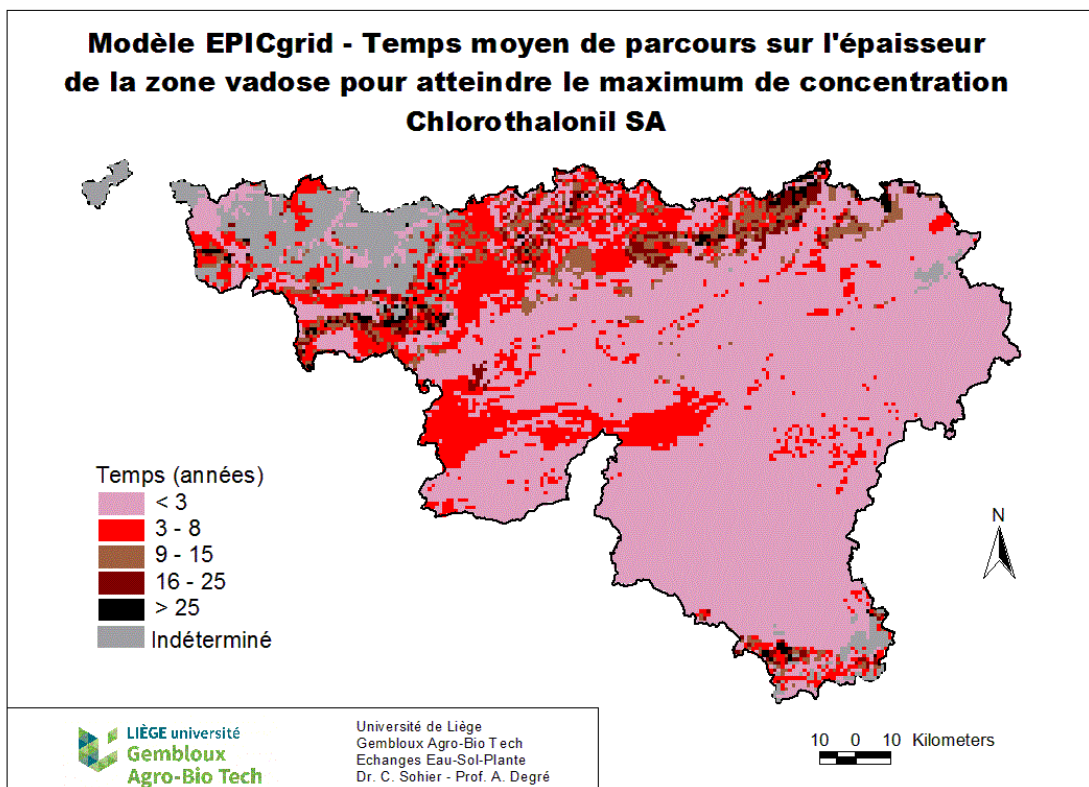 Modèle EPICgrid - Temps moyen de parcours sur l'épaisseur
de la zone vadose pour atteindre le maximum de concentration
Chlorothalonil SA
Temps (années)
< 3
3 - 8
9 - 15
16 - 25
> 25
Indéterminé
N
LIÈGE université
Gembloux
Agro-Bio Tech
Université de Liège
Gembloux Agro-Bio Tech
Echanges Eau-Sol-Plante
Dr. C. Sohier - Prof. A. Degré
10 0 10 Kilometers